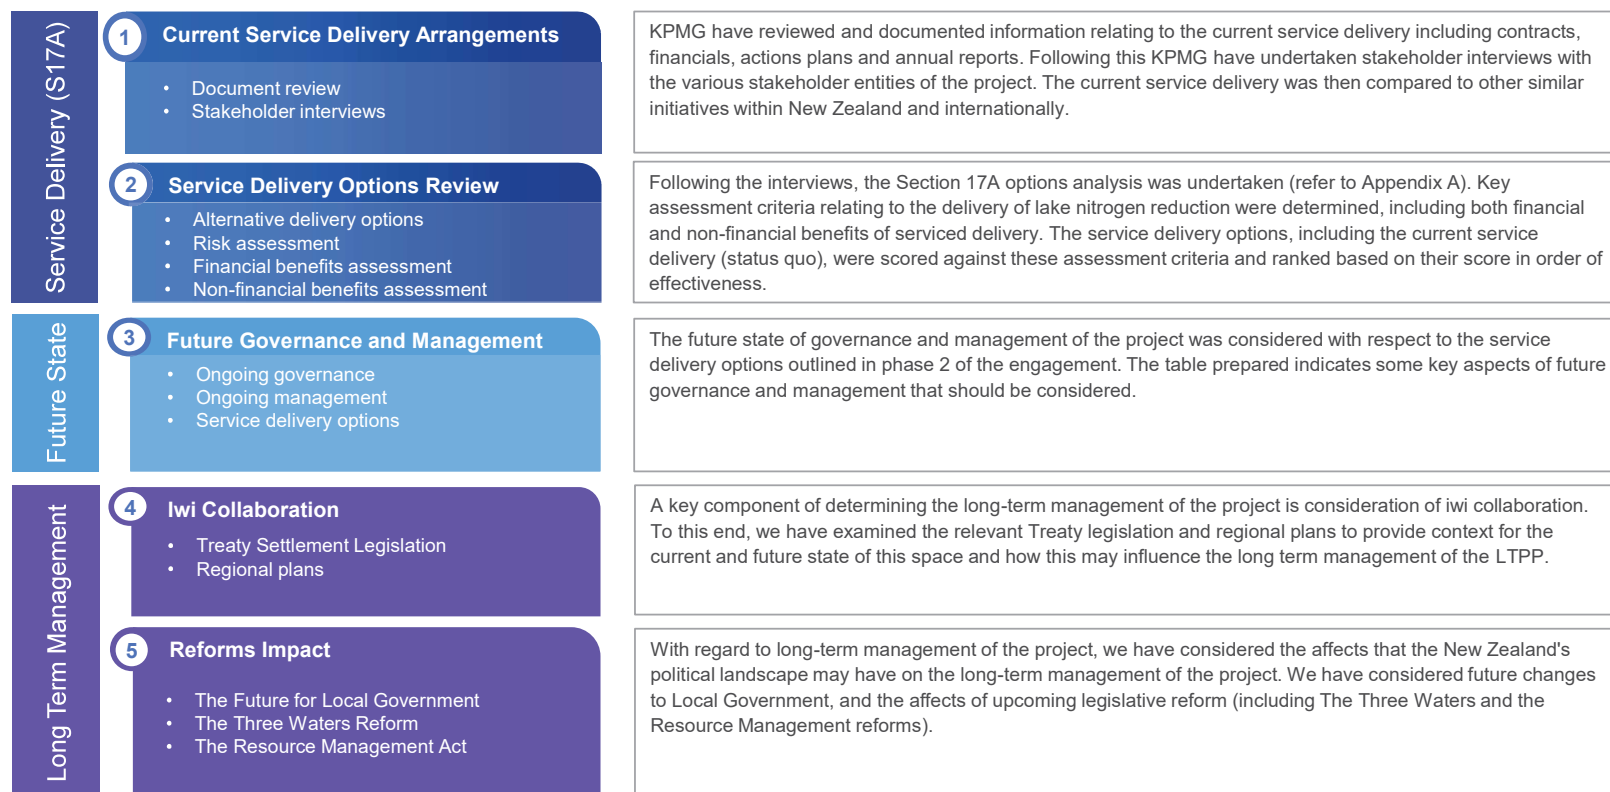 Service Delivery (S17A)
1
Current Service Delivery Arrangements
• Document review
• Stakeholder interviews
KPMG have reviewed and documented information relating to the current service delivery including contracts,
financials, actions plans and annual reports. Following this KPMG have undertaken stakeholder interviews with
the various stakeholder entities of the project. The current service delivery was then compared to other similar
initiatives within New Zealand and internationally.
2
Service Delivery Options Review
• Alternative delivery options
• Risk assessment
• Financial benefits assessment
• Non-financial benefits assessment
Following the interviews, the Section 17A options analysis was undertaken (refer to Appendix A). Key
assessment criteria relating to the delivery of lake nitrogen reduction were determined, including both financial
and non-financial benefits of serviced delivery. The service delivery options, including the current service
delivery (status quo), were scored against these assessment criteria and ranked based on their score in order of
effectiveness.
Future State
3
Future Governance and Management
• Ongoing governance
• Ongoing management
• Service delivery options
The future state of governance and management of the project was considered with respect to the service
delivery options outlined in phase 2 of the engagement. The table prepared indicates some key aspects of future
governance and management that should be considered.
Long Term Management
4
Iwi Collaboration
• Treaty Settlement Legislation
• Regional plans
A key component of determining the long-term management of the project is consideration of iwi collaboration.
To this end, we have examined the relevant Treaty legislation and regional plans to provide context for the
current and future state of this space and how this may influence the long term management of the LTPP.
5
Reforms Impact
• The Future for Local Government
• The Three Waters Reform
• The Resource Management Act
With regard to long-term management of the project, we have considered the affects that the New Zealand's
political landscape may have on the long-term management of the project. We have considered future changes
to Local Government, and the affects of upcoming legislative reform (including The Three Waters and the
Resource Management reforms).